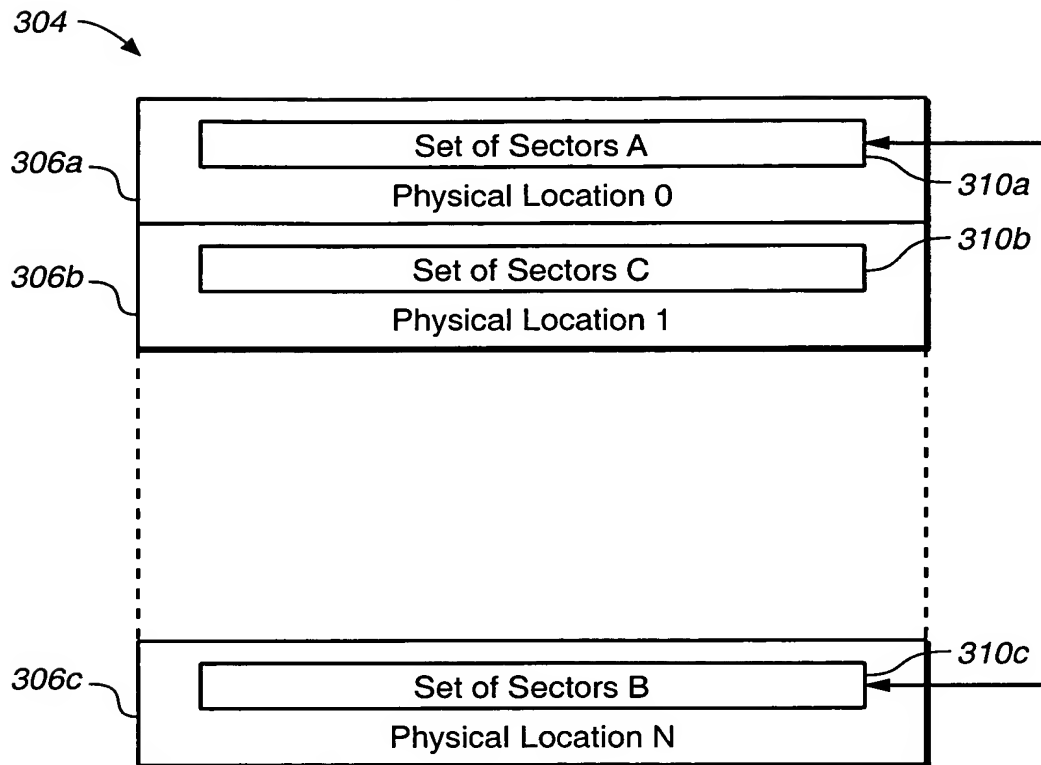 304
Set of Sectors A
306a
310a
Physical Location 0
310b
Set of Sectors C
306b
Physical Location 1
310c
Set of Sectors B
306c
Physical Location N